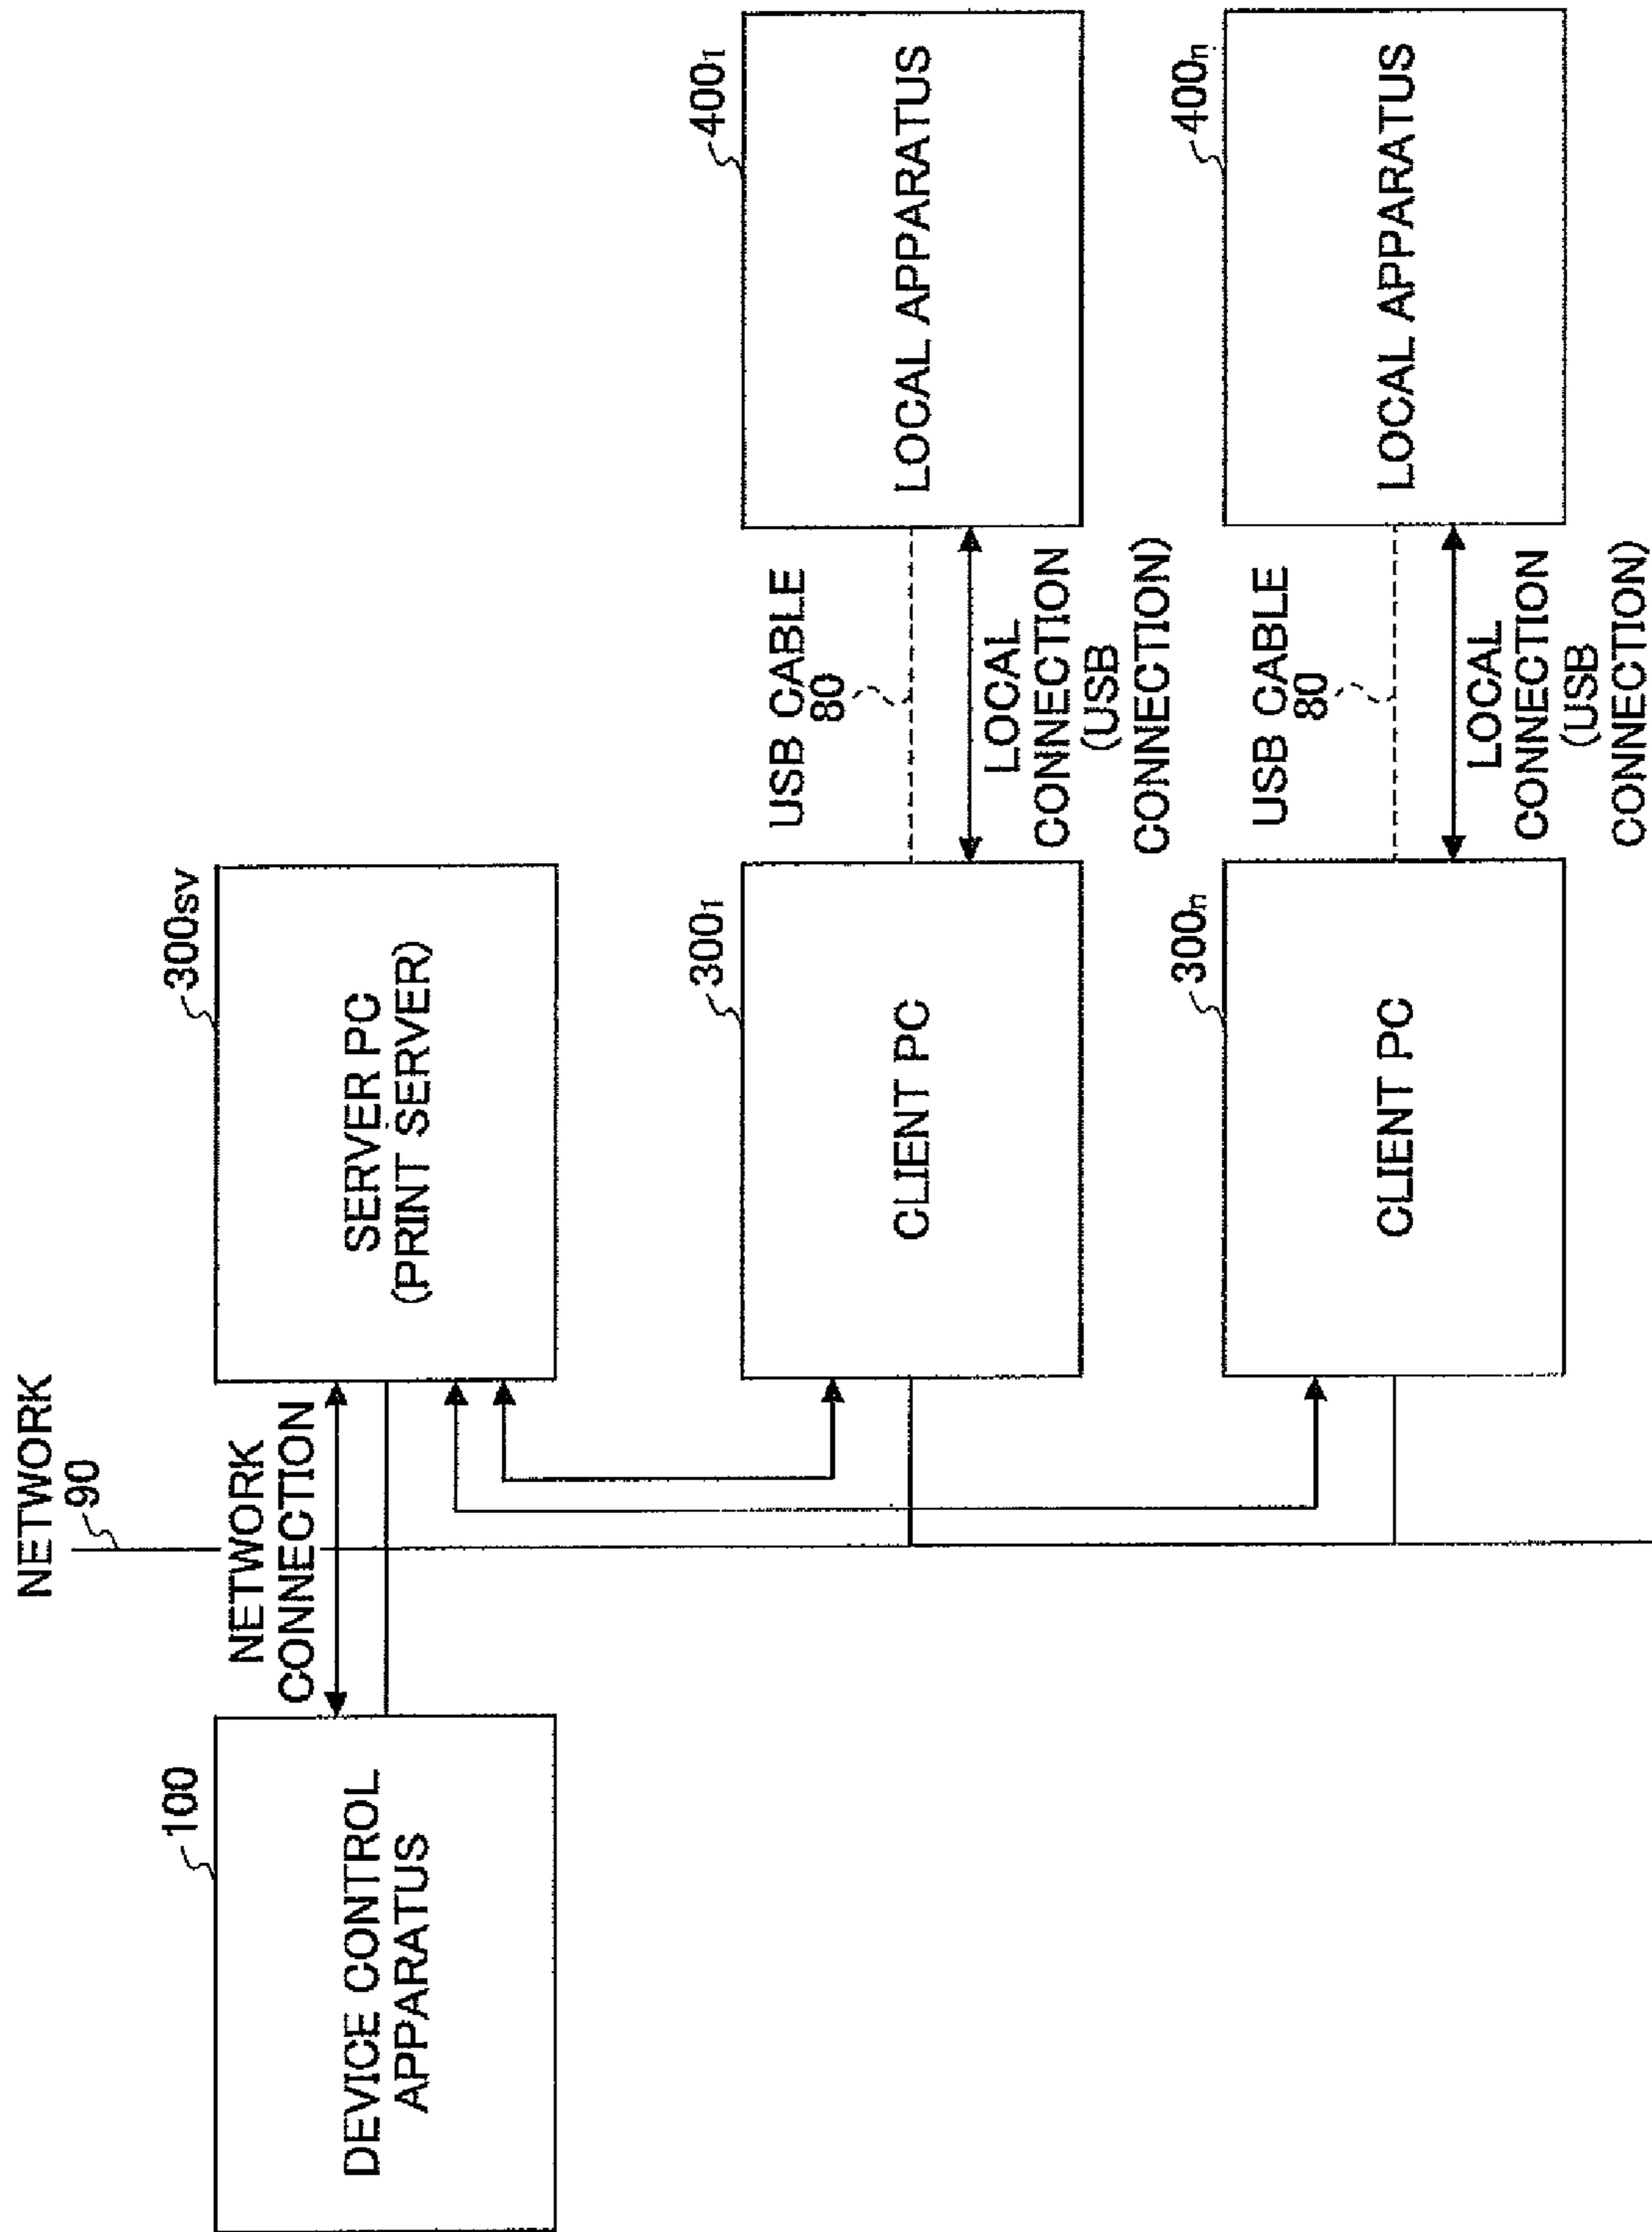 NETWORK
90
NETWORK
CONNECTION
100
DEVICE CONTROL
APPARATUS
300SV
SERVER PC
(PRINT SERVER)
300₁
CLIENT PC
USB CABLE
80
LOCAL
CONNECTION
(USB
CONNECTION)
400₁
LOCAL APPARATUS
300ₙ
CLIENT PC
USB CABLE
80
LOCAL
CONNECTION
(USB
CONNECTION)
400ₙ
LOCAL APPARATUS